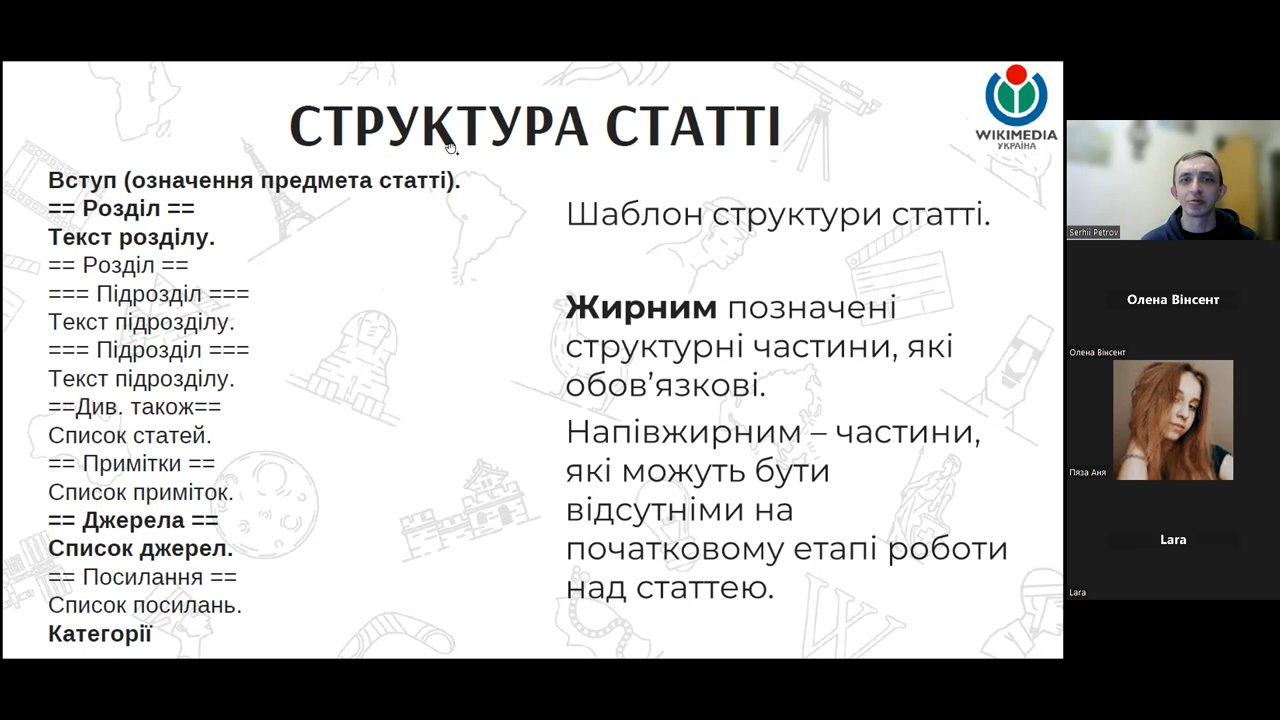 СТРУКТУРА СТАТТІ
WIKIMEDIA
УКРАЇНА
Вступ (означення предмета статті).
== Розділ ==
Текст розділу.
== Розділ ==
=== Підрозділ ===
Текст підрозділу.
=== Підрозділ ===
Текст підрозділу.
==Див. також==
Список статей.
== Примітки ==
Список приміток.
== Джерела ==
Список джерел.
== Посилання ==
Список посилань.
Категорії
Шаблон структури статті.
Жирним позначені
структурні частини, які
обов’язкові.
Напівжирним – частини,
які можуть бути
відсутніми на
початковому етапі роботи
над статтею.
Serhii Petrov
Олена Вінсент
Олена Вінсент
Пяза Аня
Lara
Lara